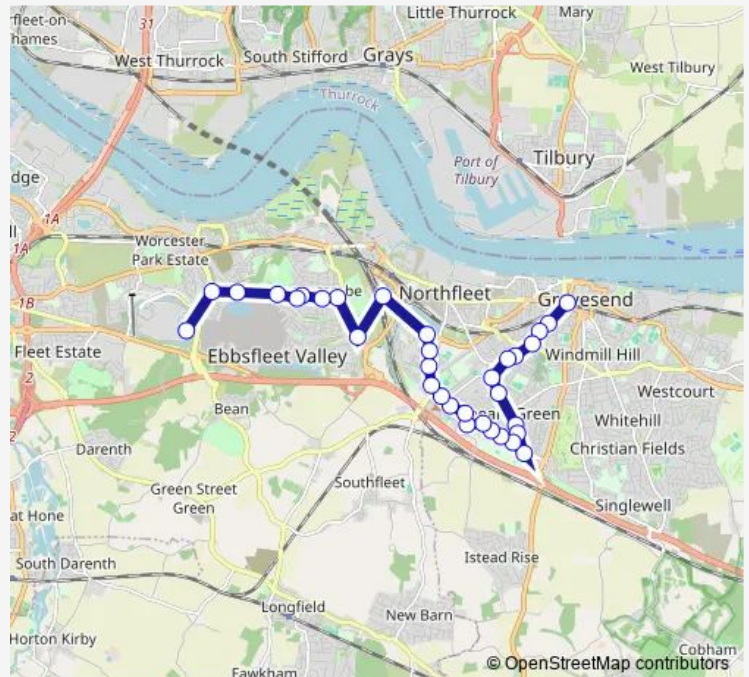 Little Thurrock
Mary
rfleet-on
hames
31
West Thurrock
South Stifford
Grays
West Tilbury
Thurrock
Port of
Tilbury
Tilbury
dge
1A
1A
Worcester
Park Estate
1B
be
Northfleet
Gravesend
Fleet Estate
Ebbsfleet Valley
Windmill Hill
2
2
Bean
Green
Westcourt
Whitehill
Darenth
Christian Fields
Green Street
Green
Southfleet
at Hone
Singlewell
South Darenth
Istead Rise
Longfield
New Barn
Horton Kirby
Cobham
Fawkham
© OpenStreetMap contributors